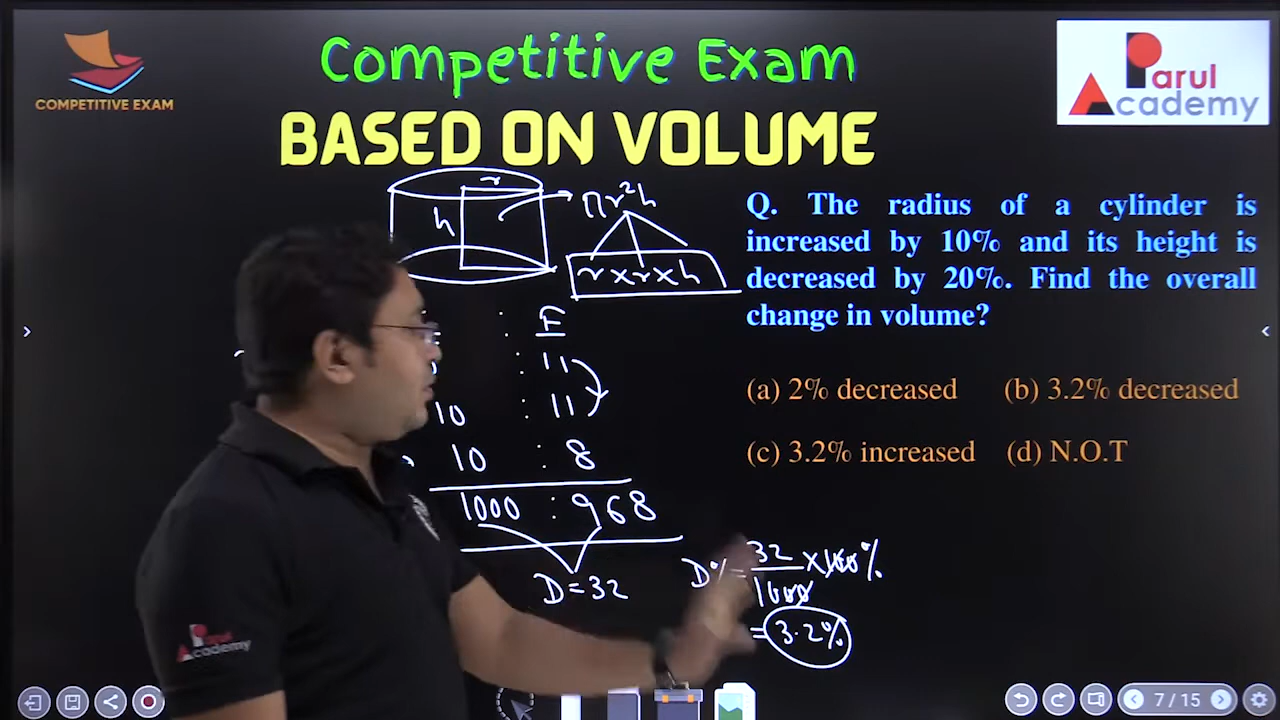 COMPETITIVE EXAM
Competitive Exam
Parul
Academy
BASED ON VOLUME
r
h
πr²h
r×r×h
Q. The radius of a cylinder is
increased by 10% and its height is
decreased by 20%. Find the overall
change in volume?
(a) 2% decreased (b) 3.2% decreased
(c) 3.2% increased (d) N.O.T
: F
: 11
10 : 11
10 : 8
1000 : 968
D=32
D%= 32/1000 ×100%
= 3.2%
Parul
Academy
7 / 15